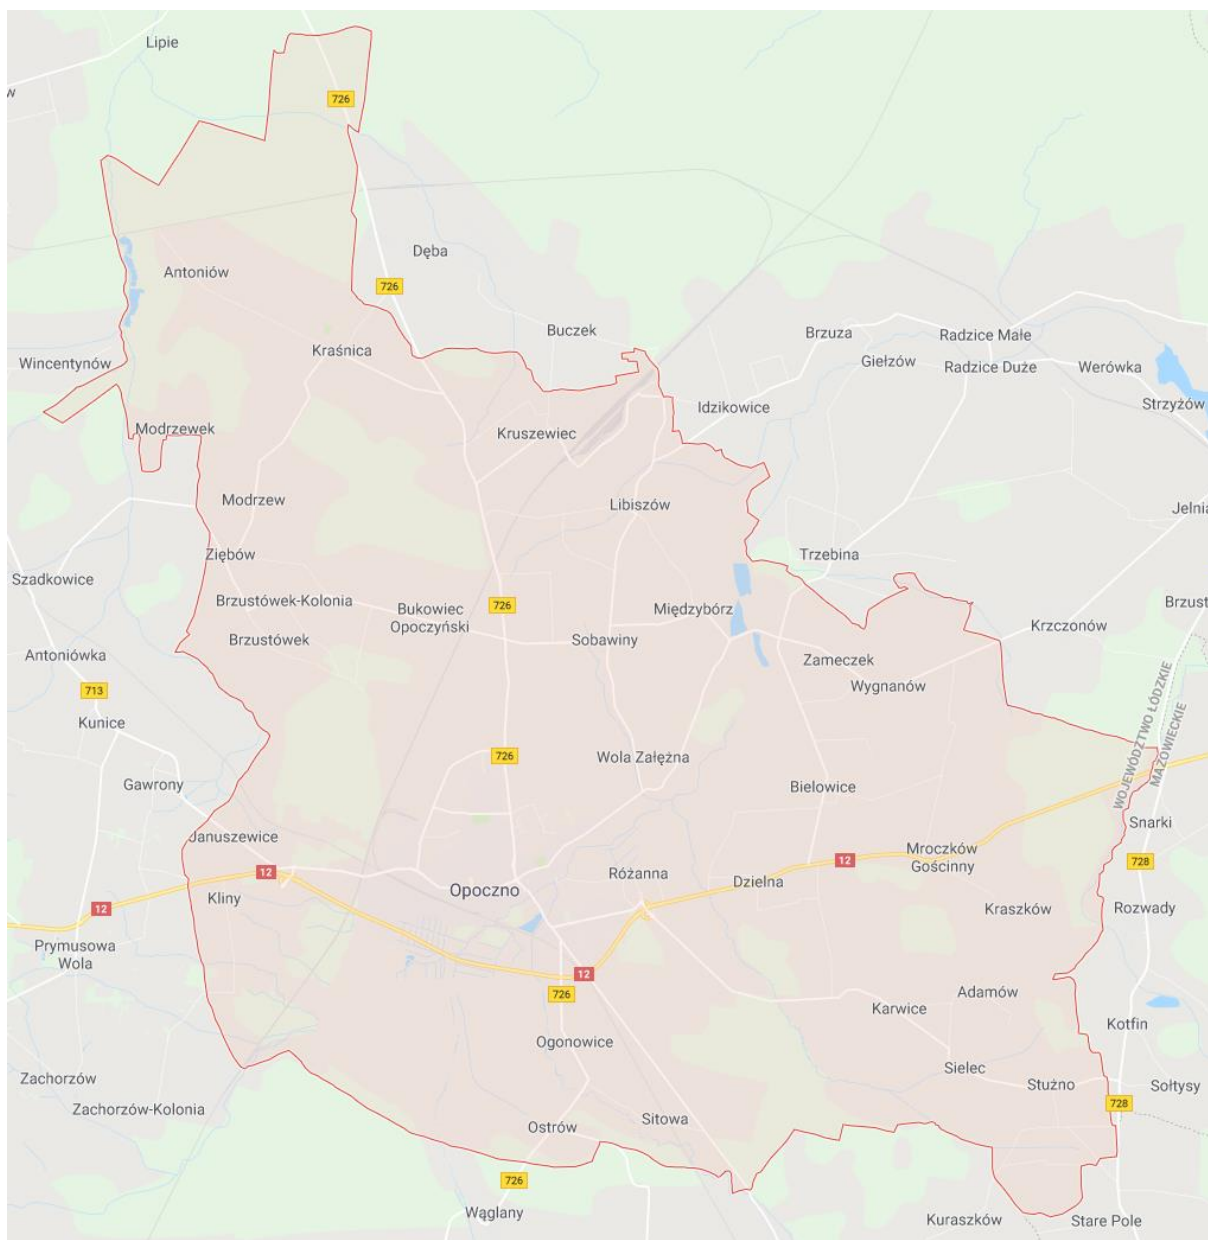 Lipie
w
726
Dęba
Antoniów
726
Buczek
Brzuza
Radzice Małe
Kraśnica
Giełzów
Wincentynów
Radzice Duże
Werówka
Strzyżów
Idzikowice
Modrzewek
Kruszewiec
Modrzew
Libiszów
Jelnia
Ziębów
Trzebina
Szadkowice
Brzustówek-Kolonia
726
Międzybórz
Brzust
Bukowiec
Opoczyński
Krzczonów
Brzustówek
Sobawiny
Antoniówka
Zameczek
713
Wygnanów
WOJEWÓDZTWO ŁÓDZKIE
MAZOWIECKIE
Kunice
726
Wola Załężna
Gawrony
Bielowice
Snarki
Januszewice
Mroczków
Gościnny
12
728
12
Różanna
Dzielna
Opoczno
Kliny
12
Kraszków
Rozwady
Prymusowa
Wola
12
726
Adamów
Karwice
Kotfin
Ogonowice
Sielec
Zachorzów
Stużno
Sołtysy
Zachorzów-Kolonia
728
Sitowa
Ostrów
726
Wąglany
Kuraszków
Stare Pole